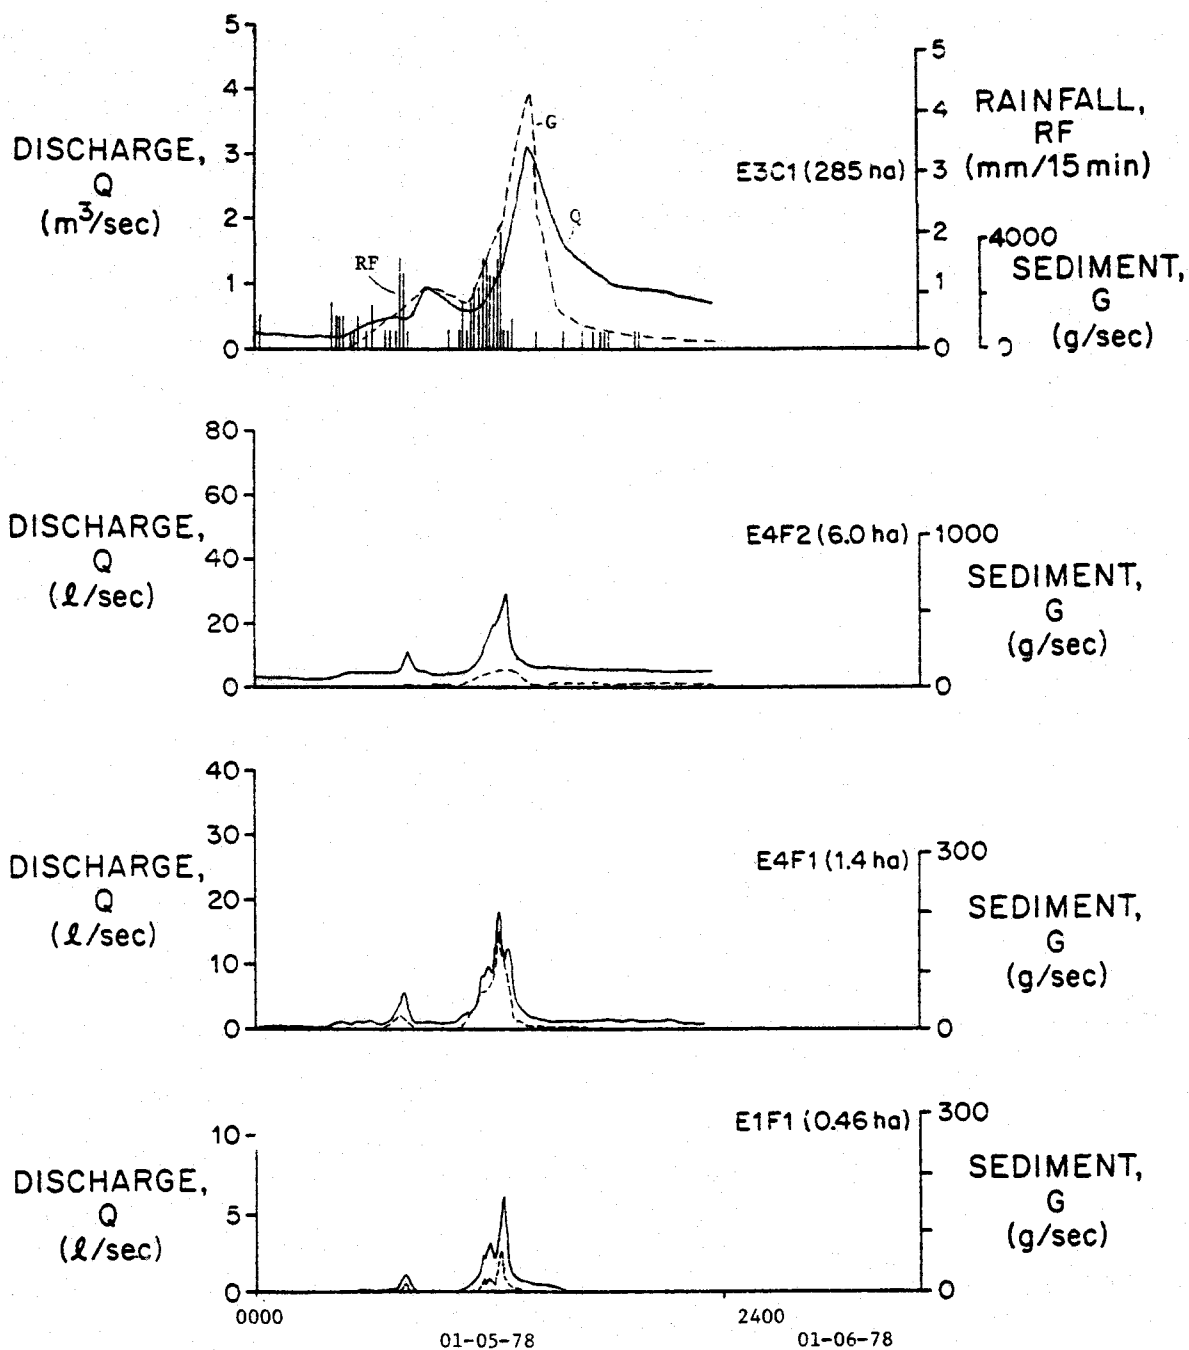 5
4
3
2
1
0
DISCHARGE,
Q
(m³/sec)
RF
G
Q
E3C1 (285 ha)
5
4
3
2
1
0
RAINFALL,
RF
(mm/15 min)
4000
0
SEDIMENT,
G
(g/sec)
80
60
40
20
0
DISCHARGE,
Q
(ℓ/sec)
E4F2 (6.0 ha)
1000
0
SEDIMENT,
G
(g/sec)
40
30
20
10
0
DISCHARGE,
Q
(ℓ/sec)
E4F1 (1.4 ha)
300
0
SEDIMENT,
G
(g/sec)
10
5
0
DISCHARGE,
Q
(ℓ/sec)
E1F1 (0.46 ha)
300
0
SEDIMENT,
G
(g/sec)
0000
2400
01-05-78
01-06-78